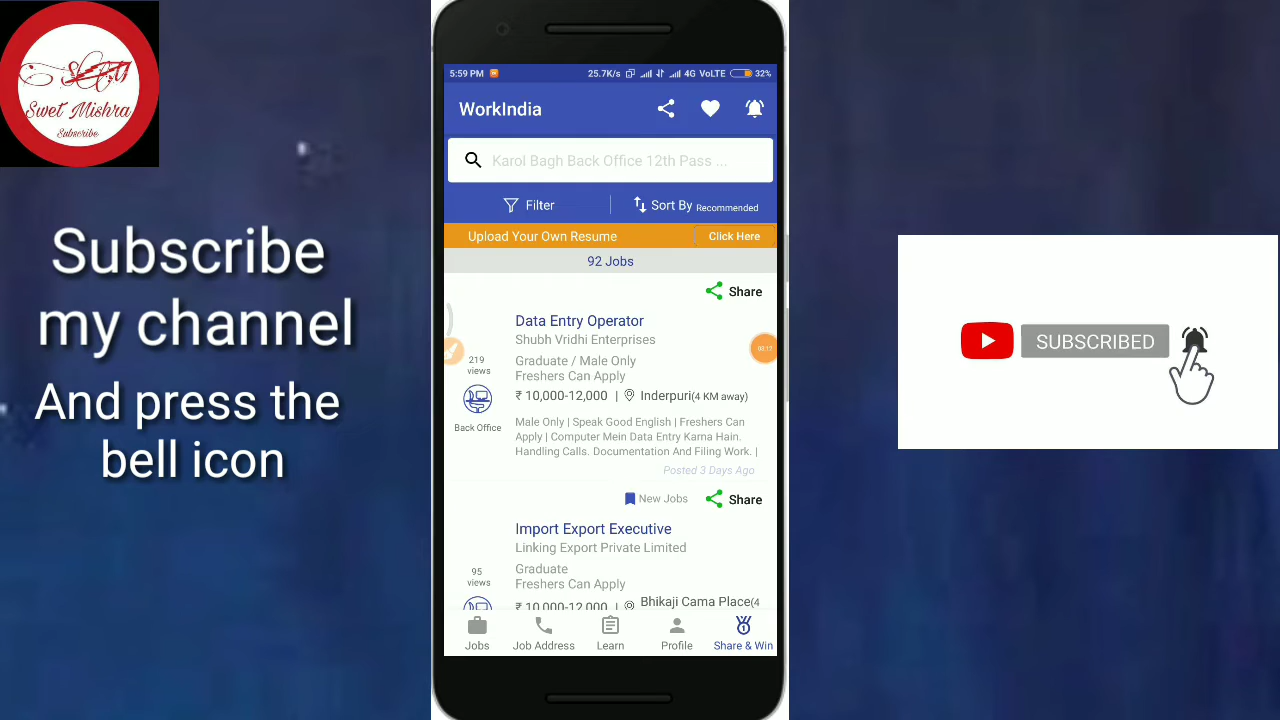 Swet Mishra
Subscribe
Subscribe
my channel
And press the
bell icon
5:59 PM 25.7K/s 4G VoLTE 32%
WorkIndia
Karol Bagh Back Office 12th Pass ...
Filter Sort By Recommended
Upload Your Own Resume Click Here
92 Jobs
Share
Data Entry Operator
Shubh Vridhi Enterprises
219
views
Graduate / Male Only
Freshers Can Apply
₹ 10,000-12,000 | Inderpuri(4 KM away)
Back Office
Male Only | Speak Good English | Freshers Can
Apply | Computer Mein Data Entry Karna Hain.
Handling Calls. Documentation And Filing Work. |
Posted 3 Days Ago
New Jobs Share
Import Export Executive
Linking Export Private Limited
95
views
Graduate
Freshers Can Apply
₹ 10,000-12,000 | Bhikaji Cama Place(4
Jobs Job Address Learn Profile Share & Win
SUBSCRIBED